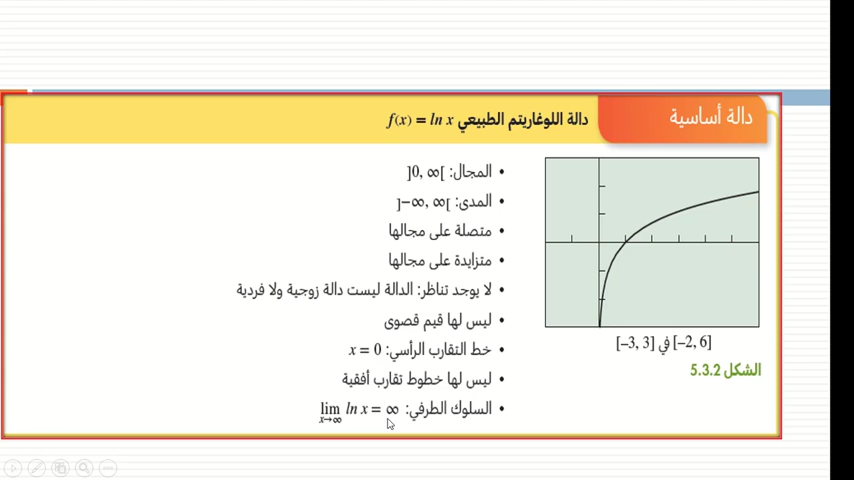 دالة أساسية
دالة اللوغاريتم الطبيعي f(x) = ln x
• المجال: ]0, ∞[
• المدى: ]−∞, ∞[
• متصلة على مجالها
• متزايدة على مجالها
• لا يوجد تناظر: الدالة ليست دالة زوجية ولا فردية
• ليس لها قيم قصوى
• خط التقارب الرأسي: x = 0
• ليس لها خطوط تقارب أفقية
• السلوك الطرفي: lim x→∞ ln x = ∞
[−2, 6] في [−3, 3]
الشكل 5.3.2